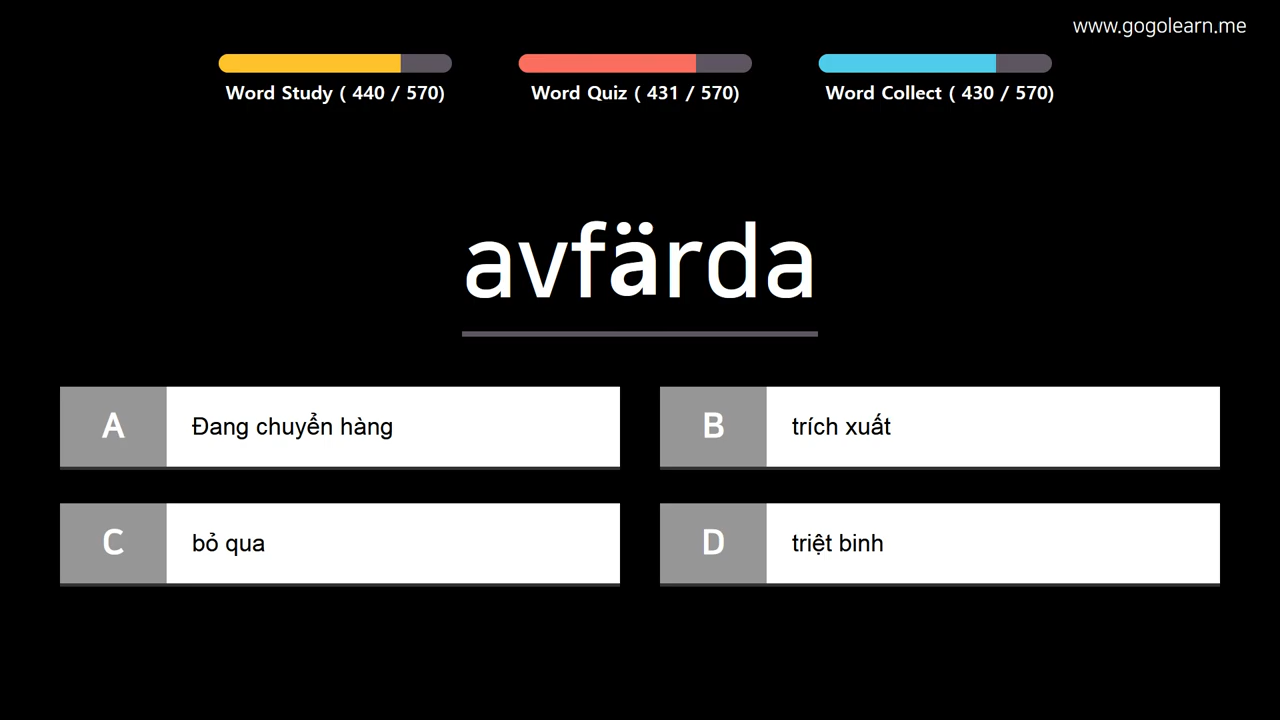 www.gogolearn.me
Word Study ( 440 / 570)
Word Quiz ( 431 / 570)
Word Collect ( 430 / 570)
avfärda
A
Đang chuyển hàng
B
trích xuất
C
bỏ qua
D
triệt binh